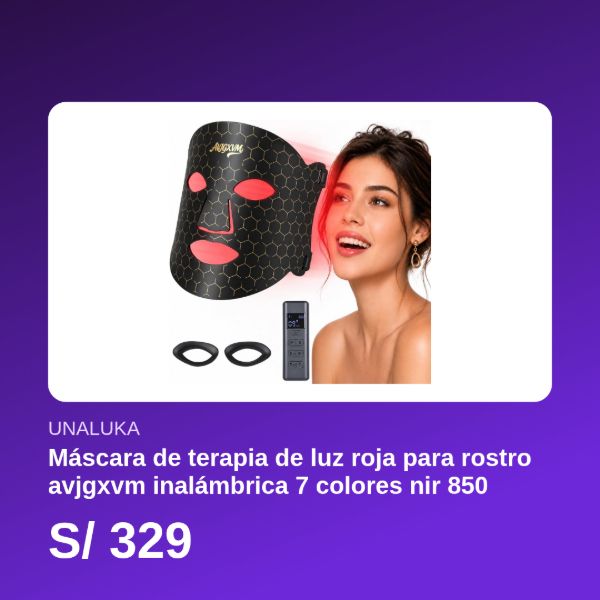 AVJGXVM
UNALUKA
Máscara de terapia de luz roja para rostro
avjgxvm inalámbrica 7 colores nir 850
S/ 329